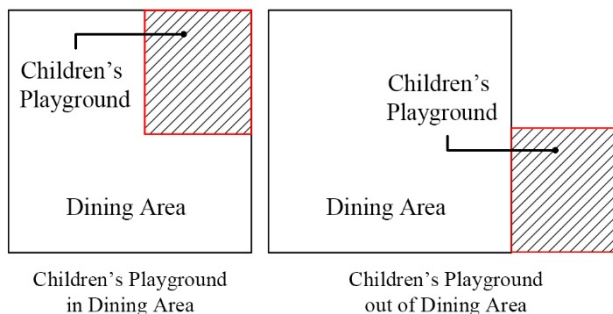 Children’s
Playground
Dining Area
Children’s Playground
in Dining Area
Children’s
Playground
Dining Area
Children’s Playground
out of Dining Area